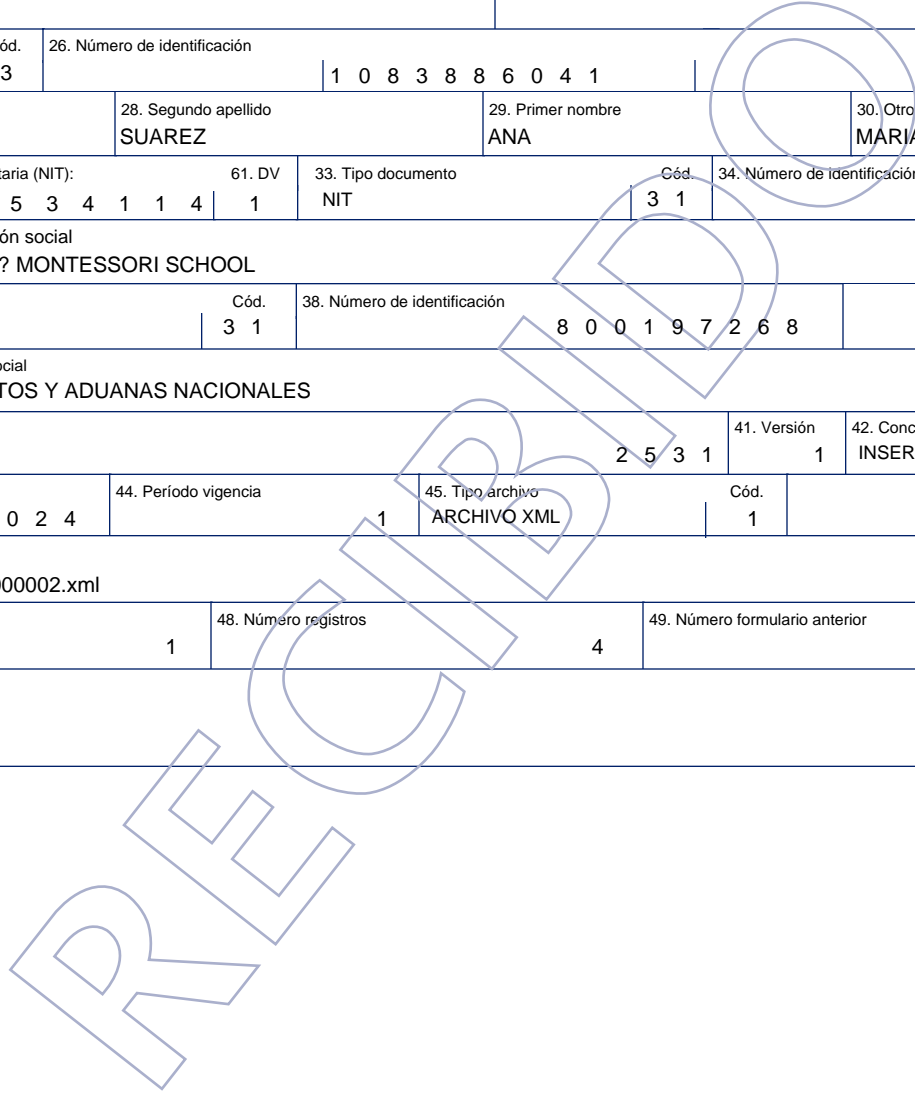 ód. 26. Número de identificación
3 1 0 8 3 8 8 6 0 4 1
28. Segundo apellido 29. Primer nombre 30. Otro
SUAREZ ANA MARIA
taria (NIT): 61. DV 33. Tipo documento Cód. 34. Número de identificación
5 3 4 1 1 4 1 NIT 3 1
ón social
? MONTESSORI SCHOOL
Cód. 38. Número de identificación
3 1 8 0 0 1 9 7 2 6 8
ocial
TOS Y ADUANAS NACIONALES
41. Versión 42. Conc
2 5 3 1 1 INSER
44. Período vigencia 45. Tipo archivo Cód.
0 2 4 1 ARCHIVO XML 1
000002.xml
48. Número registros 49. Número formulario anterior
1 4
RECIBIDO